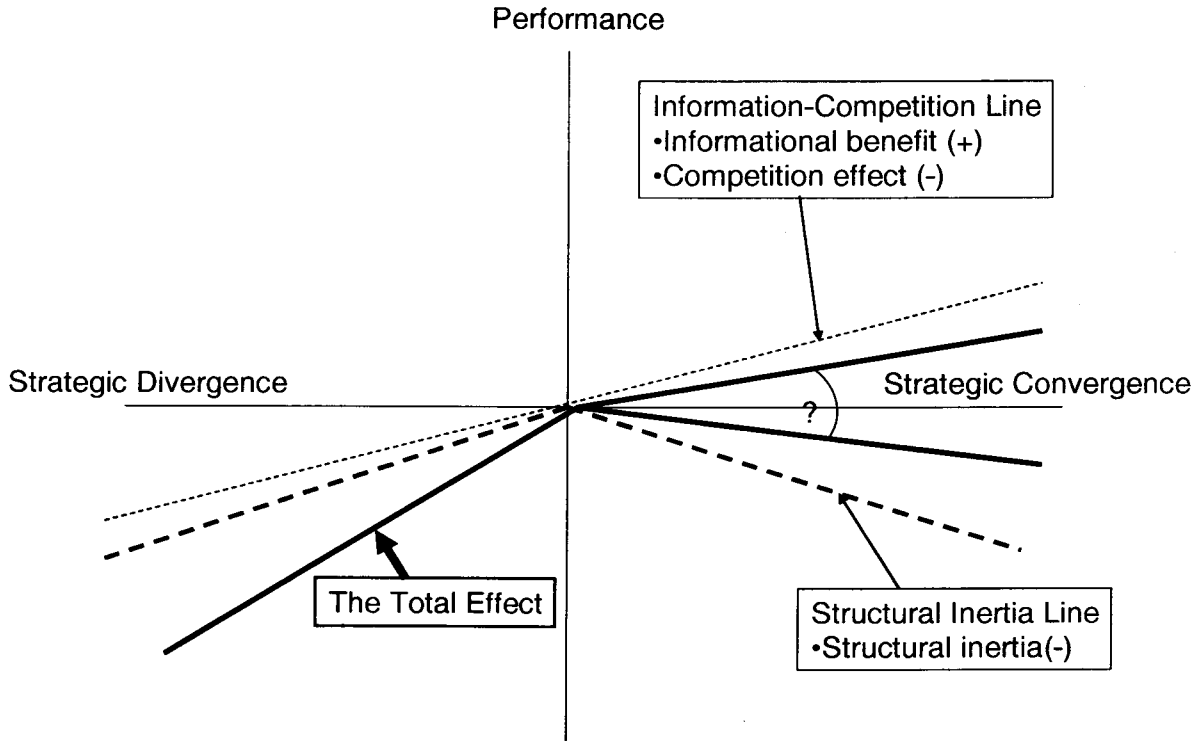 Performance
Information-Competition Line
•Informational benefit (+)
•Competition effect (-)
Strategic Divergence
Strategic Convergence
?
The Total Effect
Structural Inertia Line
•Structural inertia(-)